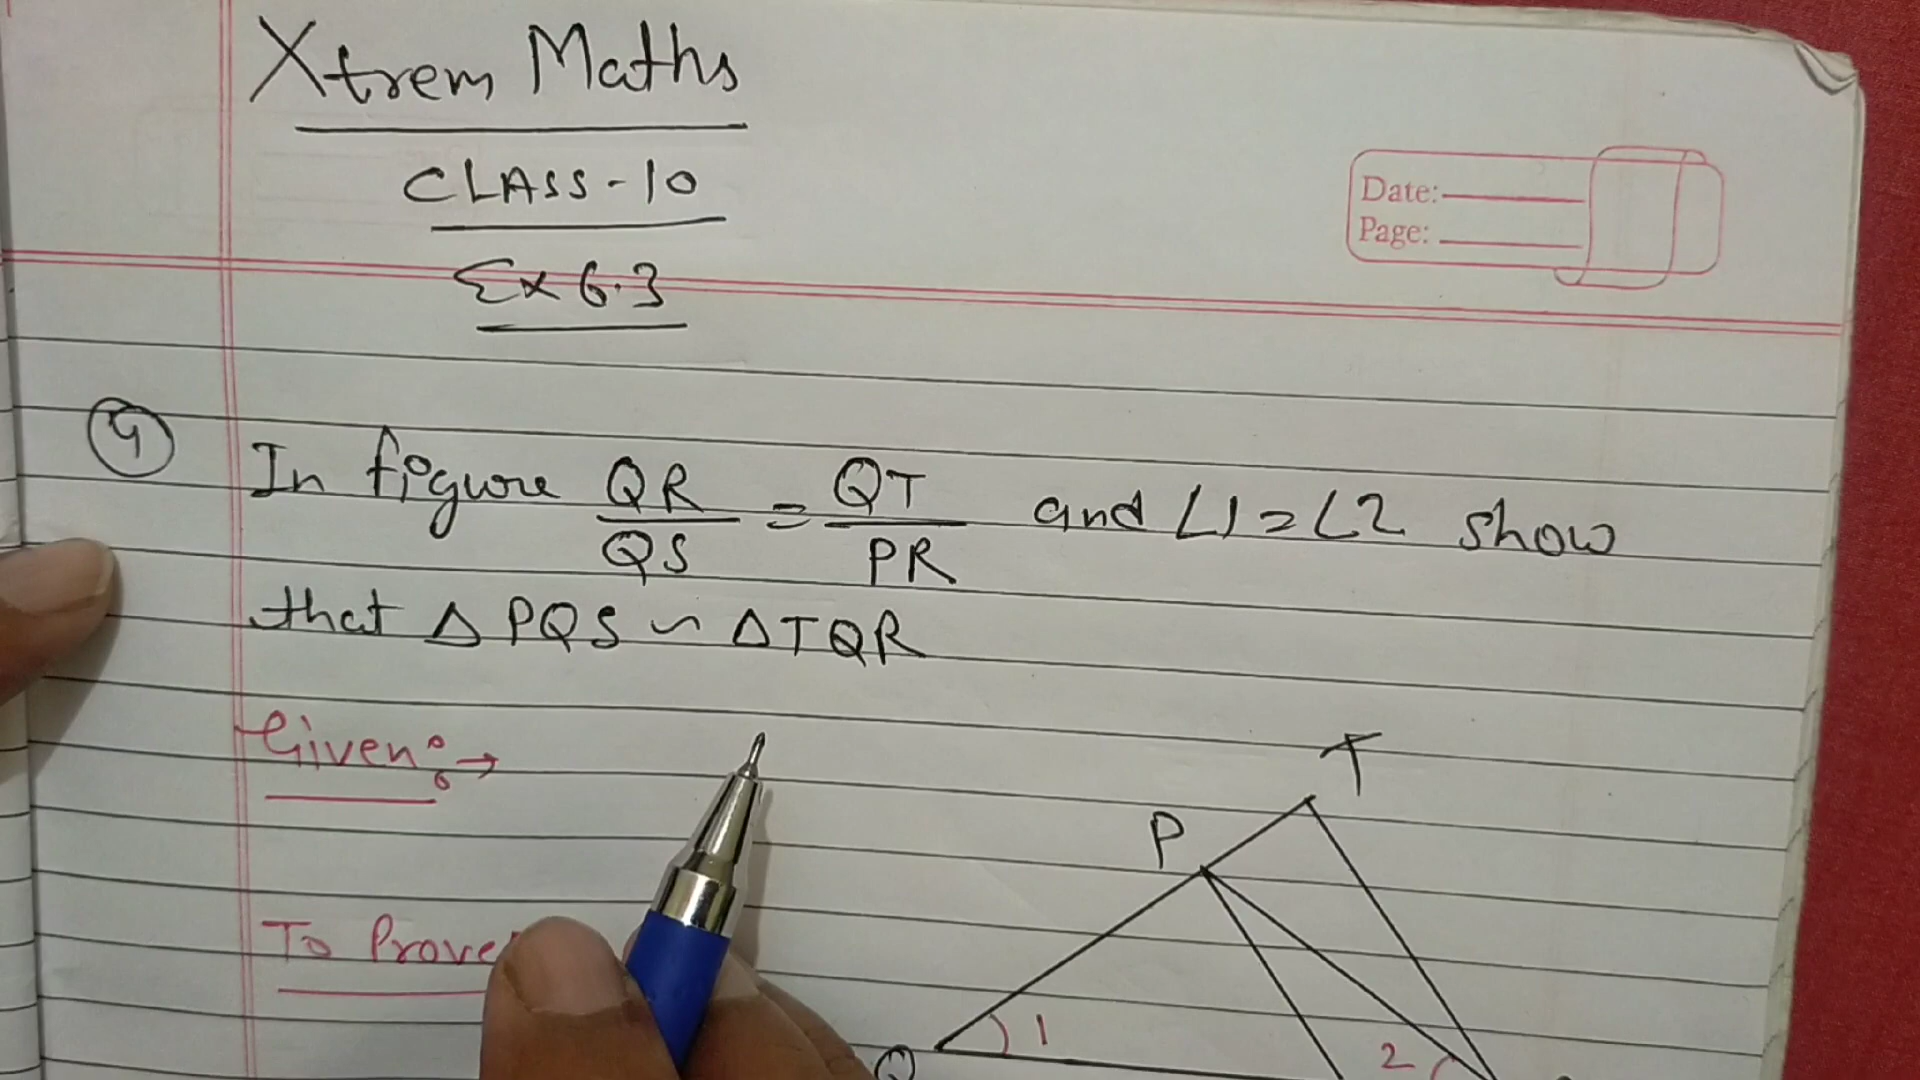 Xtrem Maths
CLASS-10
Ex 6.3
Date:
Page:
4 In figure QR/QS = QT/PR and ∠1=∠2 show
that Δ PQS ~ ΔTQR
Given:→
To Prove
T
P
1
2
Q